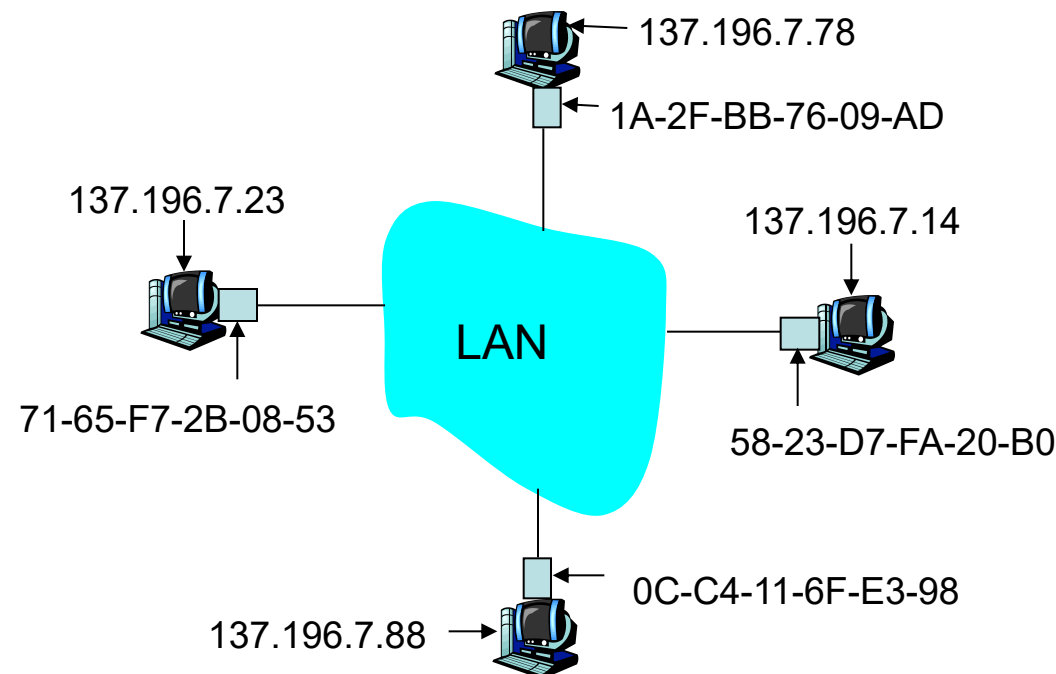 137.196.7.78
1A-2F-BB-76-09-AD
137.196.7.23
137.196.7.14
LAN
71-65-F7-2B-08-53
58-23-D7-FA-20-B0
0C-C4-11-6F-E3-98
137.196.7.88